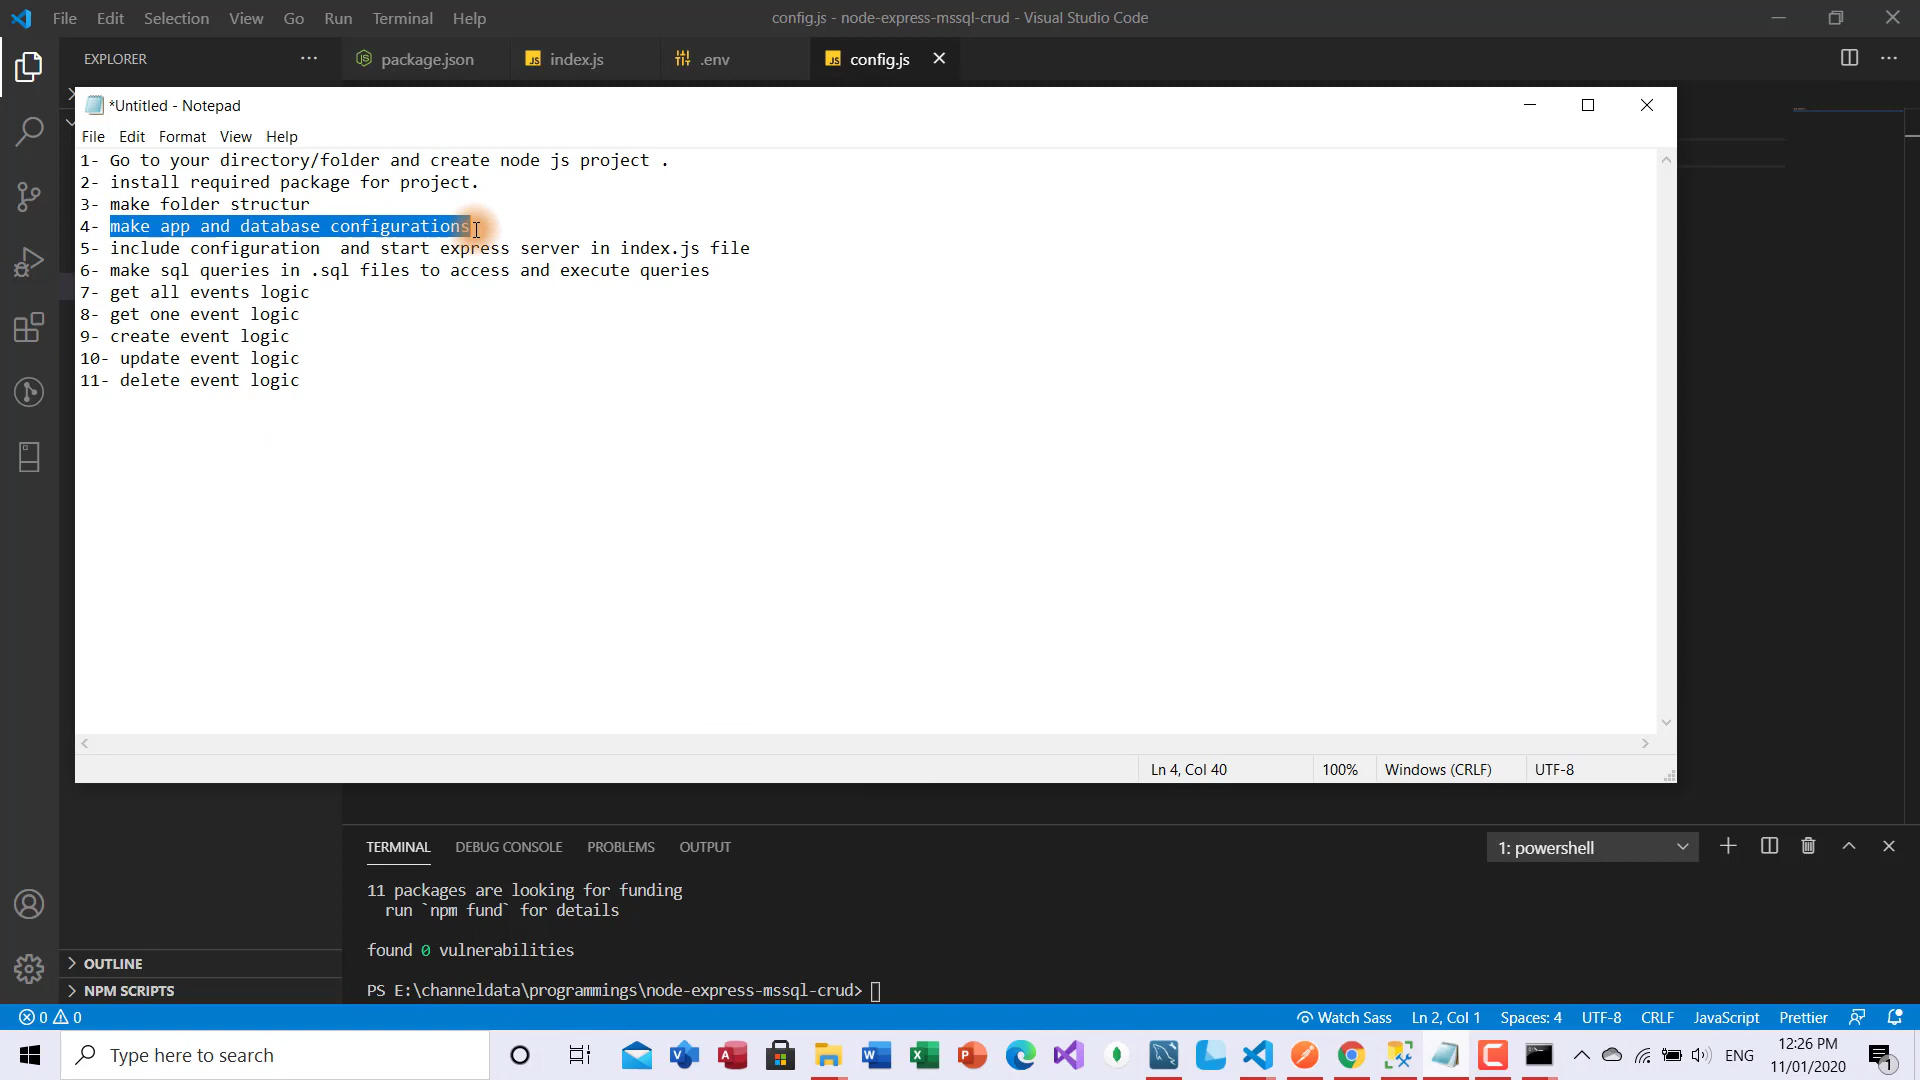 File Edit Selection View Go Run Terminal Help
config.js - node-express-mssql-crud - Visual Studio Code
EXPLORER
package.json
index.js
.env
config.js
*Untitled - Notepad
File Edit Format View Help
1- Go to your directory/folder and create node js project .
2- install required package for project.
3- make folder structur
4- make app and database configurations
5- include configuration  and start express server in index.js file
6- make sql queries in .sql files to access and execute queries
7- get all events logic
8- get one event logic
9- create event logic
10- update event logic
11- delete event logic
Ln 4, Col 40
100%
Windows (CRLF)
UTF-8
TERMINAL
DEBUG CONSOLE
PROBLEMS
OUTPUT
1: powershell
11 packages are looking for funding
run `npm fund` for details
found 0 vulnerabilities
PS E:\channeldata\programmings\node-express-mssql-crud>
OUTLINE
NPM SCRIPTS
0 0
Watch Sass
Ln 2, Col 1
Spaces: 4
UTF-8
CRLF
JavaScript
Prettier
Type here to search
ENG
12:26 PM
11/01/2020
1